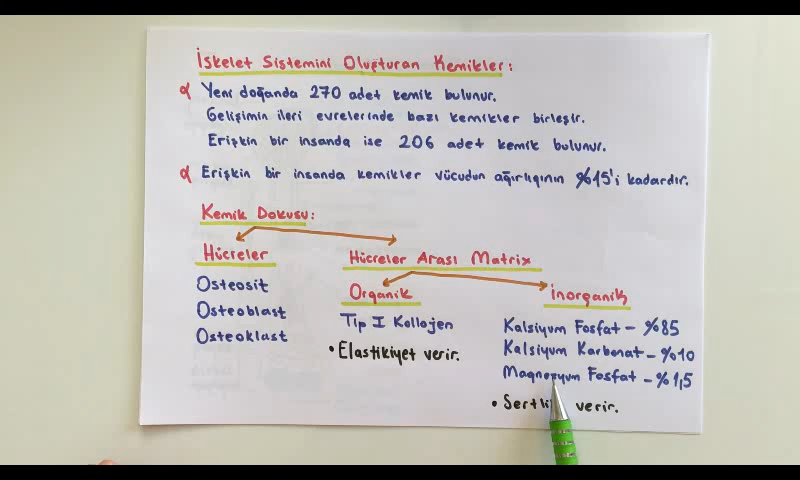 İskelet Sistemini Oluşturan Kemikler:
α Yeni doğanda 270 adet kemik bulunur.
Gelişimin ileri evrelerinde bazı kemikler birleşir.
Erişkin bir insanda ise 206 adet kemik bulunur.
α Erişkin bir insanda kemikler vücudun ağırlığının %15'i kadardır.
Kemik Dokusu:
Hücreler
Hücreler Arası Matrix
Osteosit
Osteoblast
Osteoklast
Organik
Tip I Kollojen
• Elastikiyet verir.
İnorganik
Kalsiyum Fosfat - %85
Kalsiyum Karbonat - %10
Magnezyum Fosfat - %1,5
• Sertli verir.